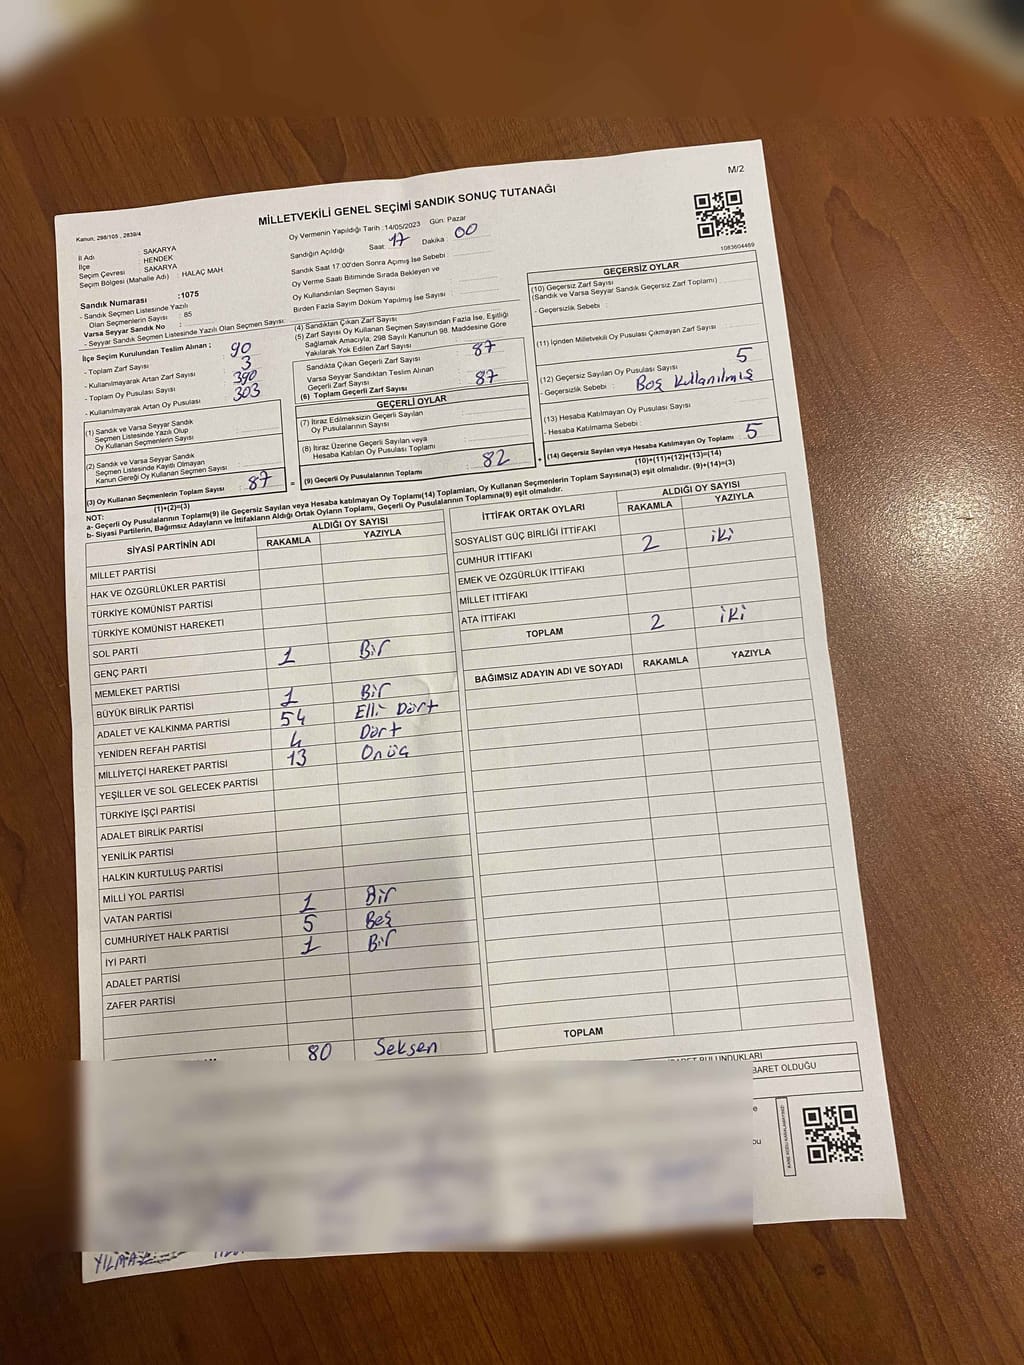 M/2
MİLLETVEKİLİ GENEL SEÇİMİ SANDIK SONUÇ TUTANAĞI
Kanun, 298/105 , 2839/4
İl Adı : SAKARYA
İlçe : HENDEK
Seçim Çevresi : SAKARYA
Seçim Bölgesi (Mahalle Adı) : HALAÇ MAH
Sandık Numarası :1075
- Sandık Seçmen Listesinde Yazılı
Olan Seçmenlerin Sayısı : 85
Varsa Seyyar Sandık No :
- Seyyar Sandık Seçmen Listesinde Yazılı Olan Seçmen Sayısı:
Oy Vermenin Yapıldığı Tarih :14/05/2023 Gün: Pazar
Sandığın Açıldığı Saat: 17 Dakika: 00
Sandık Saat 17:00'den Sonra Açımış İse Sebebi :
Oy Verme Saati Bitiminde Sırada Bekleyen ve
Oy Kullandırılan Seçmen Sayısı :
Birden Fazla Sayım Döküm Yapılmış İse Sayısı :
1083604469
İlçe Seçim Kurulundan Teslim Alınan ;
- Toplam Zarf Sayısı 90
- Kullanılmayarak Artan Zarf Sayısı 3
- Toplam Oy Pusulası Sayısı 390
- Kullanılmayarak Artan Oy Pusulası 303
(1) Sandık ve Varsa Seyyar Sandık
Seçmen Listesinde Yazılı Olup
Oy Kullanan Seçmenlerin Sayısı
(2) Sandık ve Varsa Seyyar Sandık
Seçmen Listesinde Kayıtlı Olmayan
Kanun Gereği Oy Kullanan Seçmen Sayısı
(3) Oy Kullanan Seçmenlerin Toplam Sayısı 87
(1)+(2)=(3)
(4) Sandıktan Çıkan Zarf Sayısı
(5) Zarf Sayısı Oy Kullanan Seçmen Sayısından Fazla İse, Eşitliği
Sağlamak Amacıyla, 298 Sayılı Kanunun 98. Maddesine Göre
Yakılarak Yok Edilen Zarf Sayısı
Sandıkta Çıkan Geçerli Zarf Sayısı 87
Varsa Seyyar Sandıktan Teslim Alınan
Geçerli Zarf Sayısı
(6) Toplam Geçerli Zarf Sayısı 87
GEÇERLİ OYLAR
(7) İtiraz Edilmeksizin Geçerli Sayılan
Oy Pusulalarının Sayısı
(8) İtiraz Üzerine Geçerli Sayılan veya
Hesaba Katılan Oy Pusulası Toplamı
= (9) Geçerli Oy Pusulalarının Toplamı 82 +
GEÇERSİZ OYLAR
(10) Geçersiz Zarf Sayısı
(Sandık ve Varsa Seyyar Sandık Geçersiz Zarf Toplamı)
- Geçersizlik Sebebi :
(11) İçinden Milletvekili Oy Pusulası Çıkmayan Zarf Sayısı
(12) Geçersiz Sayılan Oy Pusulası Sayısı 5
- Geçersizlik Sebebi : Boş Kullanılmış
(13) Hesaba Katılmayan Oy Pusulası Sayısı
- Hesaba Katılmama Sebebi :
(14) Geçersiz Sayılan veya Hesaba Katılmayan Oy Toplamı 5
(10)+(11)+(12)+(13)=(14)
NOT:
a- Geçerli Oy Pusulalarının Toplamı(9) ile Geçersiz Sayılan veya Hesaba katılmayan Oy Toplamı(14) Toplamları, Oy Kullanan Seçmenlerin Toplam Sayısına(3) eşit olmalıdır. (9)+(14)=(3)
b- Siyasi Partilerin, Bağımsız Adayların ve İttifakların Aldığı Ortak Oyların Toplamı, Geçerli Oy Pusulalarının Toplamına(9) eşit olmalıdır.
SİYASİ PARTİNİN ADI ALDIĞI OY SAYISI
RAKAMLA YAZIYLA
MİLLET PARTİSİ
HAK VE ÖZGÜRLÜKLER PARTİSİ
TÜRKİYE KOMÜNİST PARTİSİ
TÜRKİYE KOMÜNİST HAREKETİ
SOL PARTİ
GENÇ PARTİ 1 Bir
MEMLEKET PARTİSİ
BÜYÜK BİRLİK PARTİSİ 1 Bir
ADALET VE KALKINMA PARTİSİ 54 Elli Dört
YENİDEN REFAH PARTİSİ 4 Dört
MİLLİYETÇİ HAREKET PARTİSİ 13 Onüç
YEŞİLLER VE SOL GELECEK PARTİSİ
TÜRKİYE İŞÇİ PARTİSİ
ADALET BİRLİK PARTİSİ
YENİLİK PARTİSİ
HALKIN KURTULUŞ PARTİSİ
MİLLİ YOL PARTİSİ
VATAN PARTİSİ 1 Bir
CUMHURİYET HALK PARTİSİ 5 Beş
İYİ PARTİ 1 Bir
ADALET PARTİSİ
ZAFER PARTİSİ
80 Seksen
İTTİFAK ORTAK OYLARI ALDIĞI OY SAYISI
RAKAMLA YAZIYLA
SOSYALİST GÜÇ BİRLİĞİ İTTİFAKI
CUMHUR İTTİFAKI 2 iki
EMEK VE ÖZGÜRLÜK İTTİFAKI
MİLLET İTTİFAKI
ATA İTTİFAKI
TOPLAM 2 iki
BAĞIMSIZ ADAYIN ADI VE SOYADI RAKAMLA YAZIYLA
TOPLAM
BULUNDUKLARI
BARET OLDUĞU